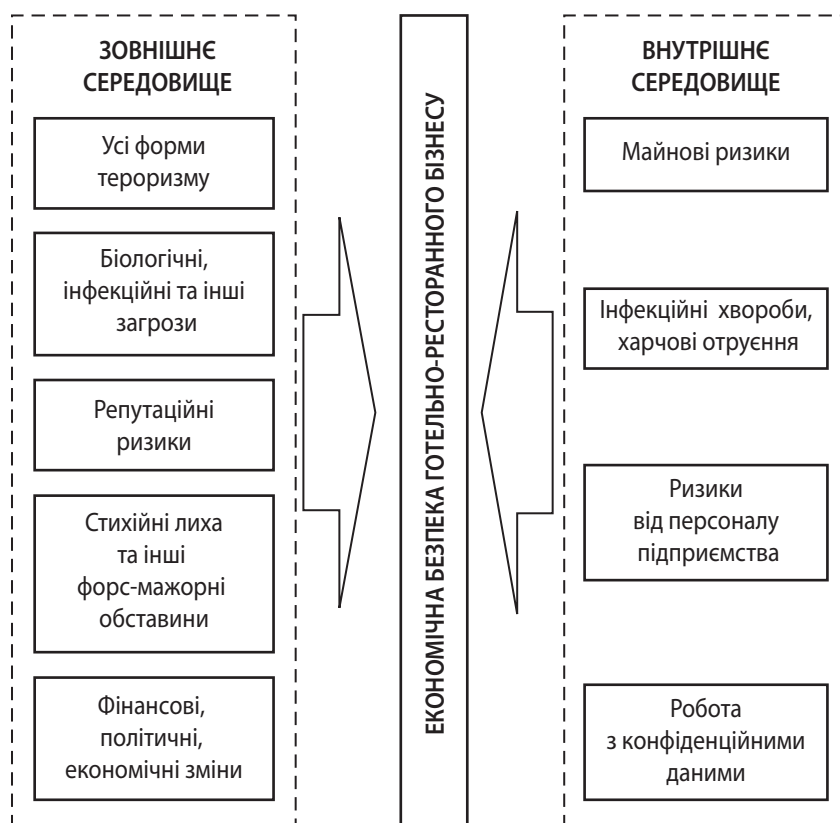 ЗОВНІШНЄ
СЕРЕДОВИЩЕ
Усі форми
тероризму
Біологічні,
інфекційні та інші
загрози
Репутаційні
ризики
Стихійні лиха
та інші
форс-мажорні
обставини
Фінансові,
політичні,
економічні зміни
ЕКОНОМІЧНА БЕЗПЕКА ГОТЕЛЬНО-РЕСТОРАННОГО БІЗНЕСУ
ВНУТРІШНЄ
СЕРЕДОВИЩЕ
Майнові ризики
Інфекційні хвороби,
харчові отруєння
Ризики
від персоналу
підприємства
Робота
з конфіденційними
даними